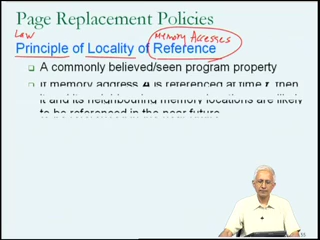 Page Replacement Policies
Law Memory Accesses
Principle of Locality of Reference
A commonly believed/seen program property
If memory address a is referenced at time t, then
it and its neighbouring memory locations are likely
to be referenced in the near future